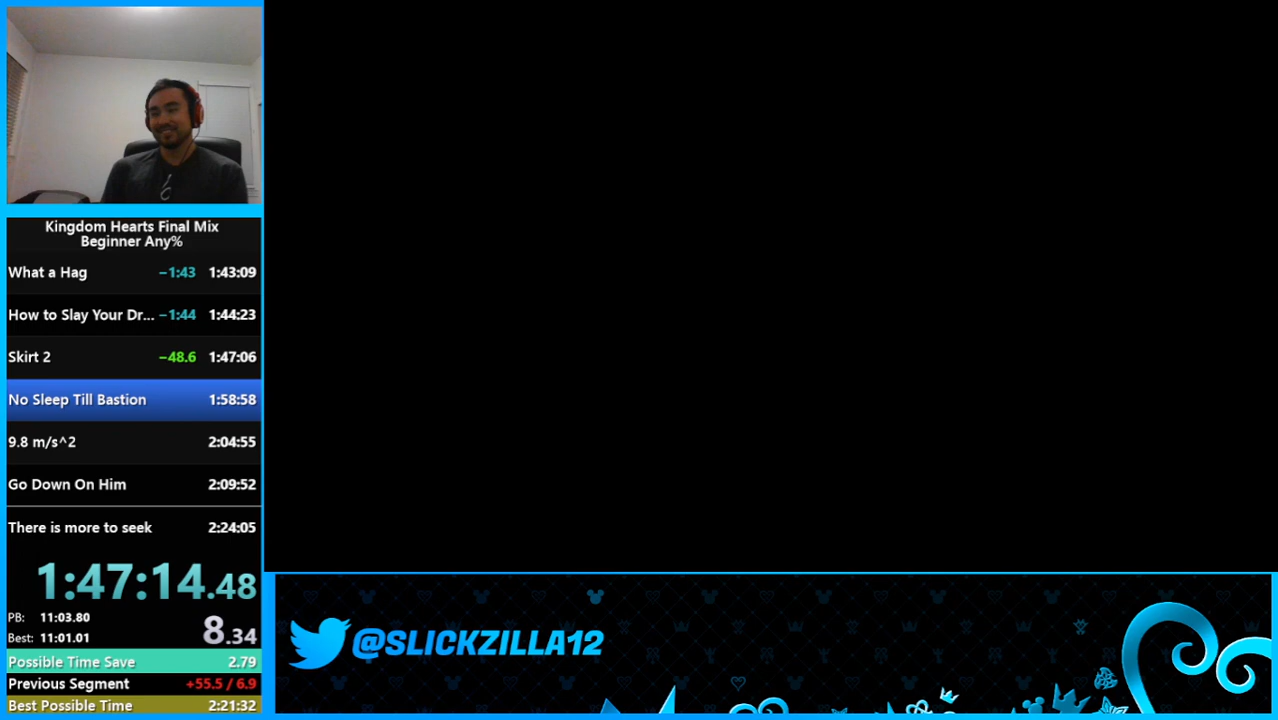 Kingdom Hearts Final Mix
Beginner Any%
What a Hag −1:43 1:43:09
How to Slay Your Dr... −1:44 1:44:23
Skirt 2 −48.6 1:47:06
No Sleep Till Bastion 1:58:58
9.8 m/s^2 2:04:55
Go Down On Him 2:09:52
There is more to seek 2:24:05
1:47:14.48
PB: 11:03.80
Best: 11:01.01
8.34
Possible Time Save 2.79
Previous Segment +55.5 / 6.9
Best Possible Time 2:21:32
@SLICKZILLA12